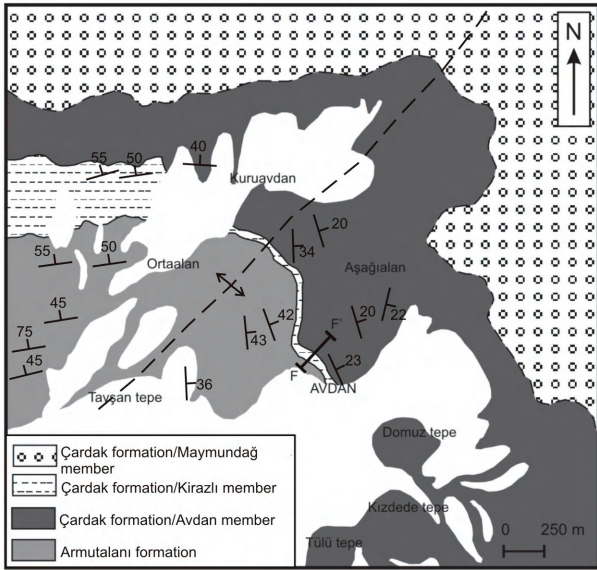 N
40
55
50
Kuruavdan
20
34
55
50
Ortaalan
Aşağıalan
45
42
20
22
F'
75
43
45
23
F
AVDAN
36
Tavşan tepe
Domuz tepe
Çardak formation/Maymundağ
member
Çardak formation/Kirazlı member
Kızdede tepe
Çardak formation/Avdan member
0 250 m
Tülü tepe
Armutalanı formation